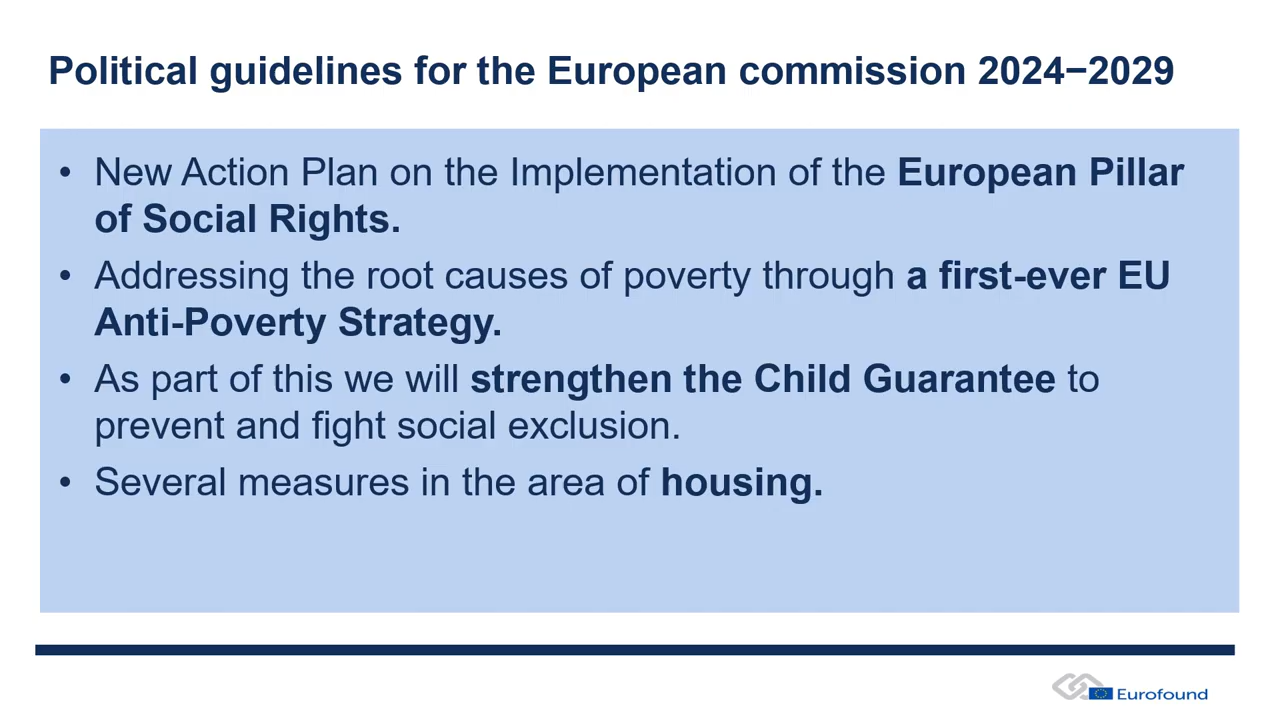 Political guidelines for the European commission 2024−2029
• New Action Plan on the Implementation of the European Pillar
of Social Rights.
• Addressing the root causes of poverty through a first-ever EU
Anti-Poverty Strategy.
• As part of this we will strengthen the Child Guarantee to
prevent and fight social exclusion.
• Several measures in the area of housing.
Eurofound